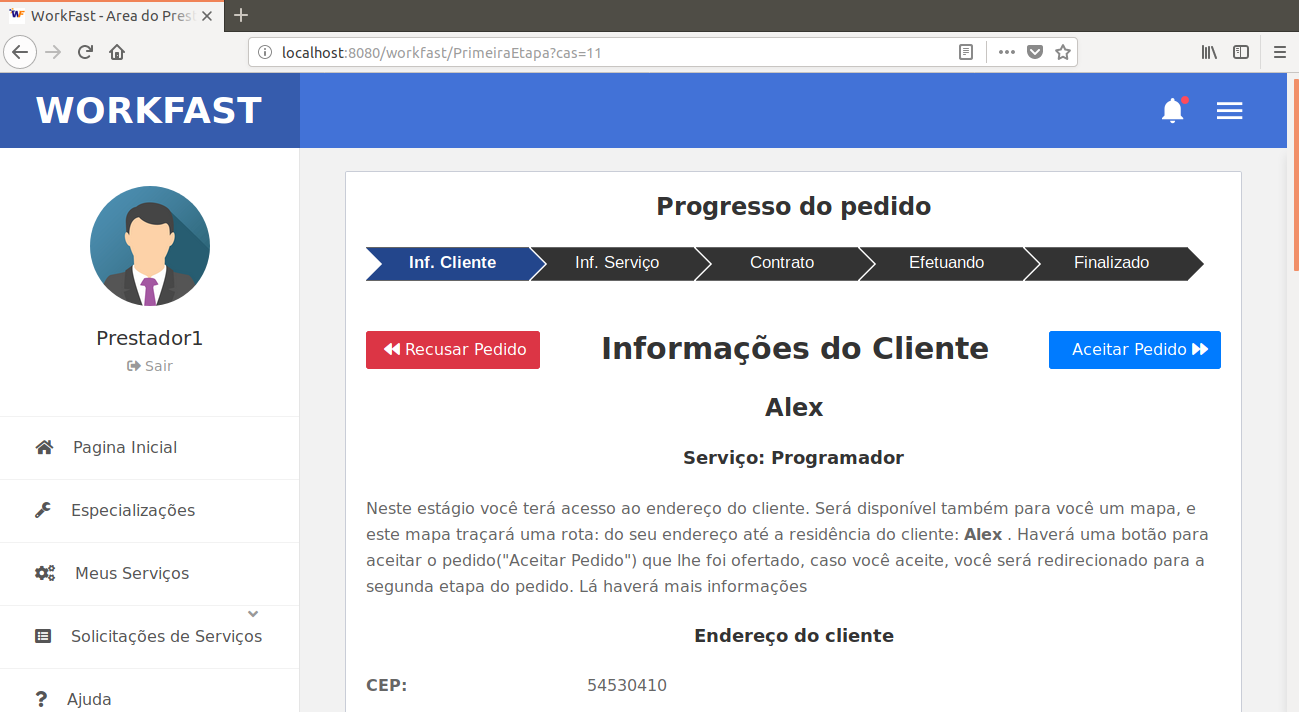 WorkFast - Area do Pres
localhost:8080/workfast/PrimeiraEtapa?cas=11
WORKFAST
Prestador1
Sair
Pagina Inicial
Especializações
Meus Serviços
Solicitações de Serviços
Ajuda
Progresso do pedido
Inf. Cliente
Inf. Serviço
Contrato
Efetuando
Finalizado
Recusar Pedido
Informações do Cliente
Aceitar Pedido
Alex
Serviço: Programador
Neste estágio você terá acesso ao endereço do cliente. Será disponível também para você um mapa, e
este mapa traçará uma rota: do seu endereço até a residência do cliente: Alex . Haverá uma botão para
aceitar o pedido("Aceitar Pedido") que lhe foi ofertado, caso você aceite, você será redirecionado para a
segunda etapa do pedido. Lá haverá mais informações
Endereço do cliente
CEP: 54530410